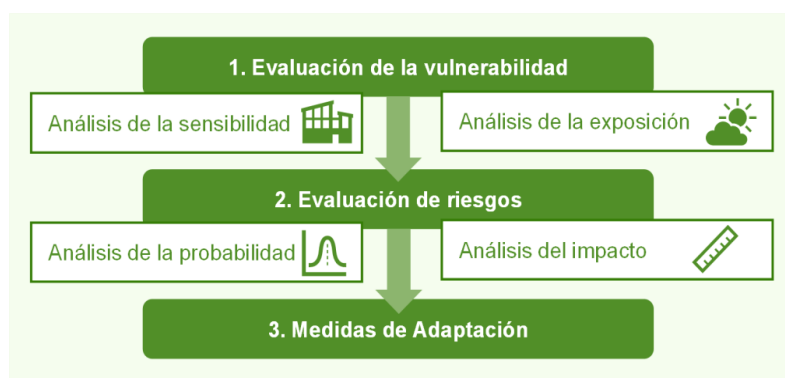 1. Evaluación de la vulnerabilidad
Análisis de la sensibilidad
Análisis de la exposición
2. Evaluación de riesgos
Análisis de la probabilidad
Análisis del impacto
3. Medidas de Adaptación